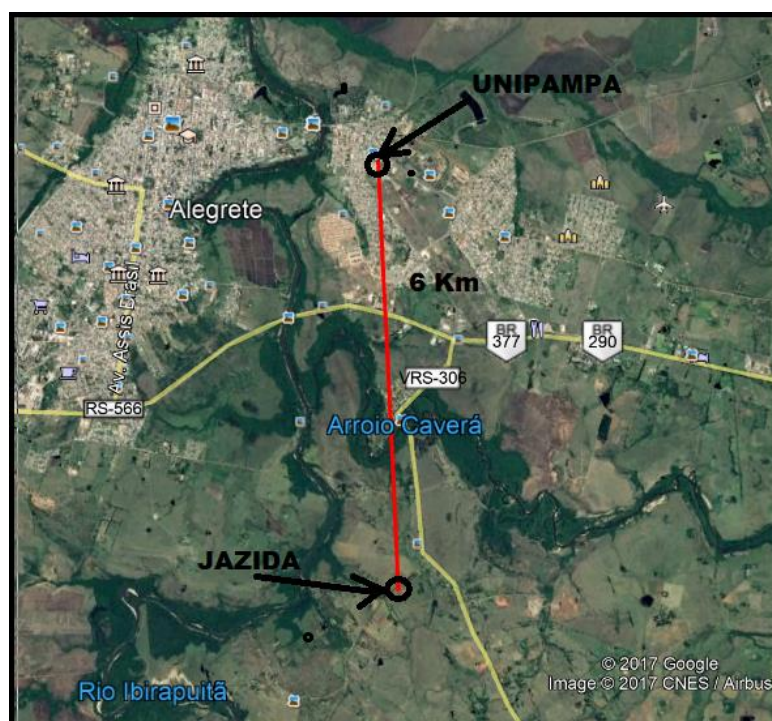 UNIPAMPA
Alegrete
6 Km
Av. Assis Brasil
BR
377
BR
290
VRS-306
RS-566
Arroio Caverá
JAZIDA
Rio Ibirapuitã
© 2017 Google
Image © 2017 CNES / Airbus